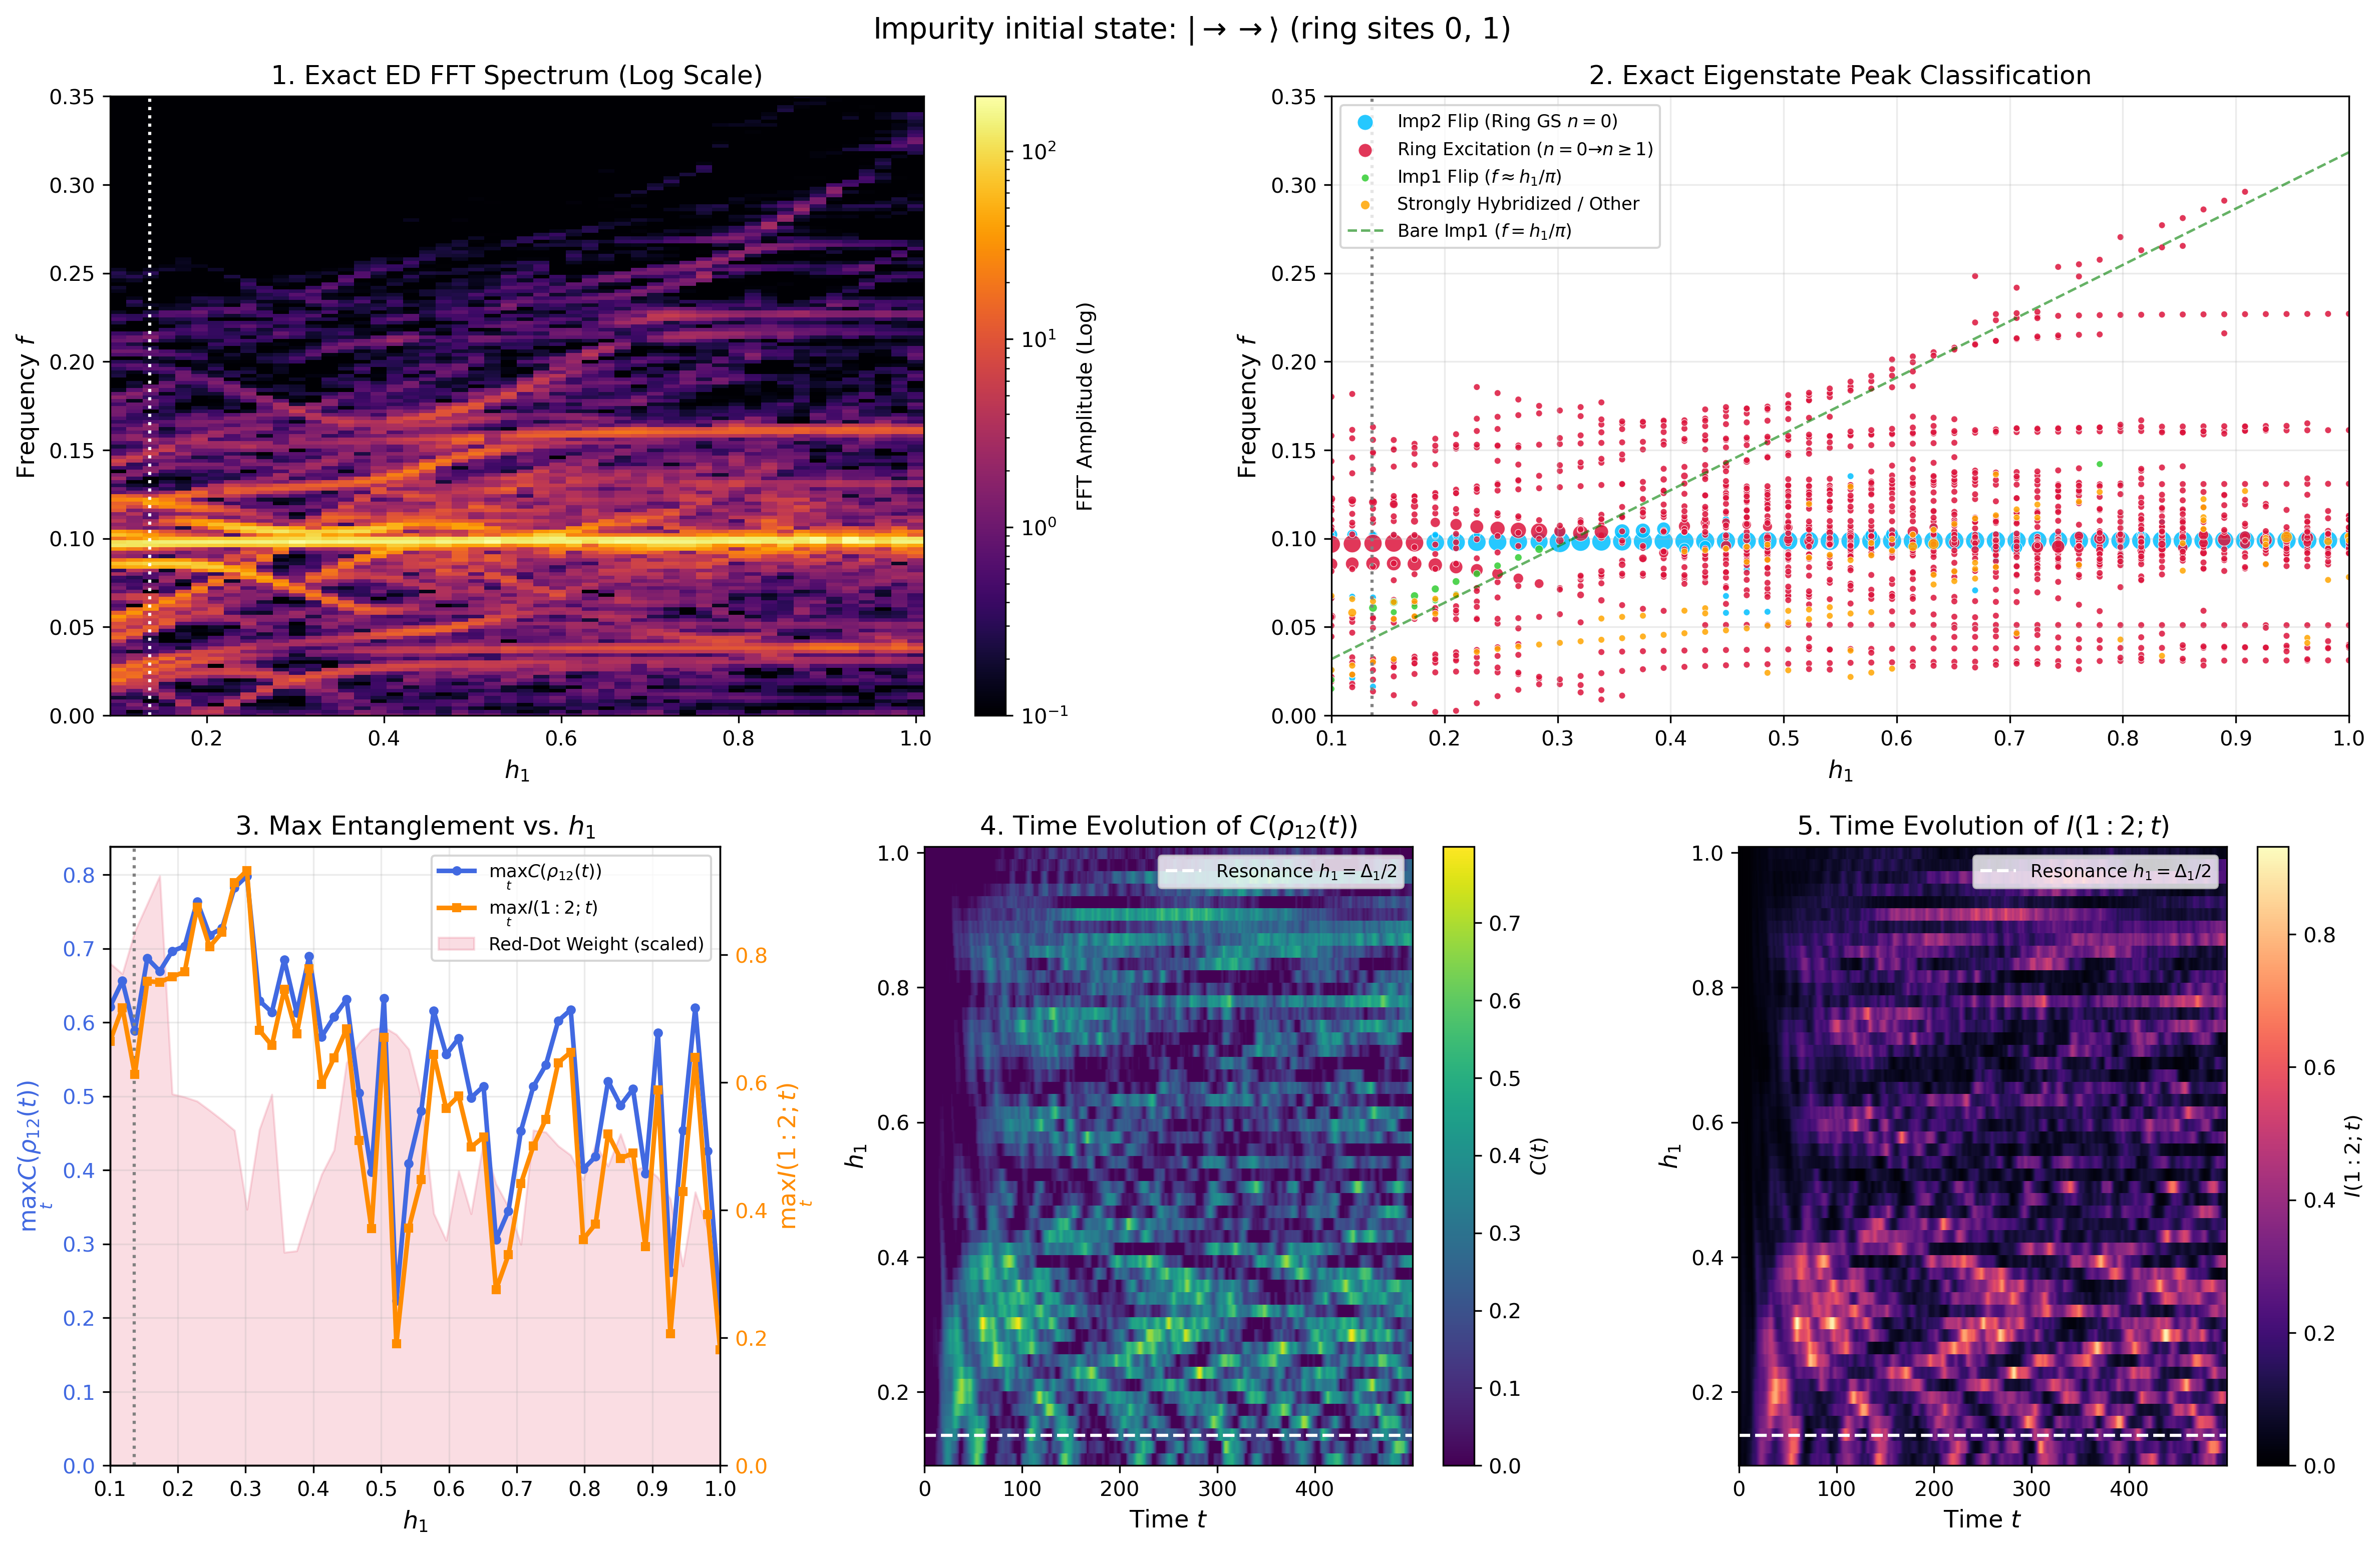 Impurity initial state: |→→⟩ (ring sites 0, 1)
1. Exact ED FFT Spectrum (Log Scale)
Frequency f
0.35
0.30
0.25
0.20
0.15
0.10
0.05
0.00
0.2
0.4
0.6
0.8
1.0
h₁
10²
10¹
10⁰
10⁻¹
FFT Amplitude (Log)
2. Exact Eigenstate Peak Classification
Frequency f
0.35
0.30
0.25
0.20
0.15
0.10
0.05
0.00
Imp2 Flip (Ring GS n = 0)
Ring Excitation (n = 0→n ≥ 1)
Imp1 Flip (f ≈ h₁/π)
Strongly Hybridized / Other
Bare Imp1 (f = h₁/π)
0.1
0.2
0.3
0.4
0.5
0.6
0.7
0.8
0.9
1.0
h₁
3. Max Entanglement vs. h₁
max C(ρ₁₂(t))
t
0.8
0.7
0.6
0.5
0.4
0.3
0.2
0.1
0.0
max C(ρ₁₂(t))
t
max I(1 : 2; t)
t
Red-Dot Weight (scaled)
0.8
0.6
0.4
0.2
0.0
max I(1 : 2; t)
t
0.1
0.2
0.3
0.4
0.5
0.6
0.7
0.8
0.9
1.0
h₁
4. Time Evolution of C(ρ₁₂(t))
h₁
1.0
0.8
0.6
0.4
0.2
Resonance h₁ = Δ₁/2
0
100
200
300
400
Time t
0.7
0.6
0.5
0.4
0.3
0.2
0.1
0.0
C(t)
5. Time Evolution of I(1 : 2; t)
h₁
1.0
0.8
0.6
0.4
0.2
Resonance h₁ = Δ₁/2
0
100
200
300
400
Time t
0.8
0.6
0.4
0.2
0.0
I(1 : 2; t)